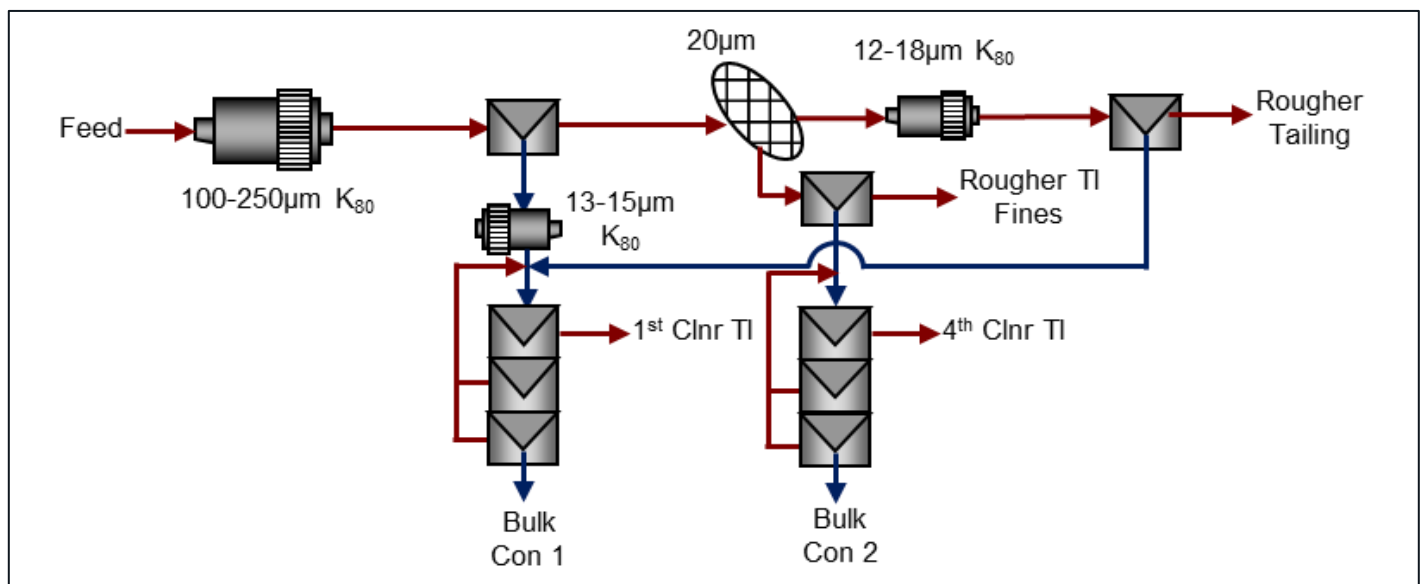 20µm
12-18µm K₈₀
Feed
Rougher
Tailing
100-250µm K₈₀
13-15µm
K₈₀
Rougher Tl
Fines
1ˢᵗ Clnr Tl
4ᵗʰ Clnr Tl
Bulk
Con 1
Bulk
Con 2